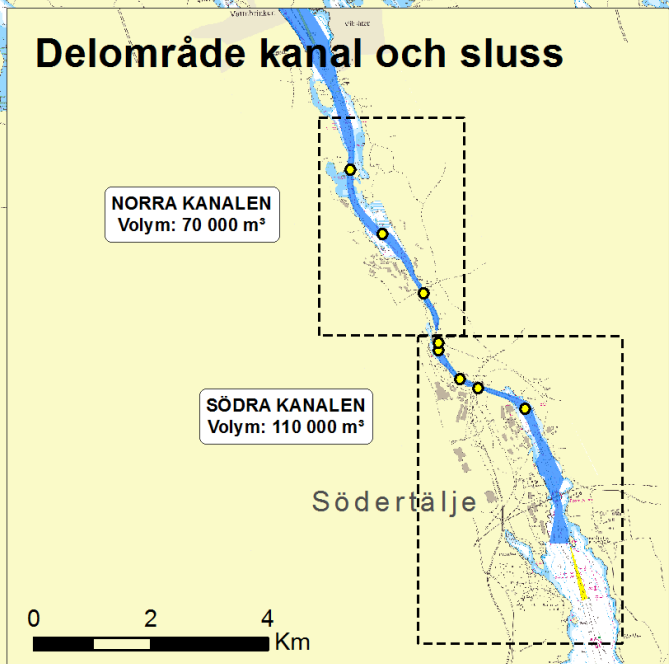 Delområde kanal och sluss
NORRA KANALEN
Volym: 70 000 m³
SÖDRA KANALEN
Volym: 110 000 m³
Södertälje
0 2 4
Km